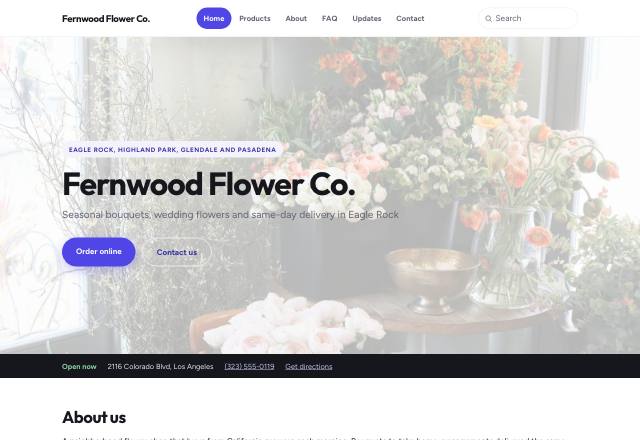 Fernwood Flower Co.
Home Products About FAQ Updates Contact
Search
EAGLE ROCK, HIGHLAND PARK, GLENDALE AND PASADENA
Fernwood Flower Co.
Seasonal bouquets, wedding flowers and same-day delivery in Eagle Rock
Order online
Contact us
Open now 2116 Colorado Blvd, Los Angeles (323) 555-0119 Get directions
About us